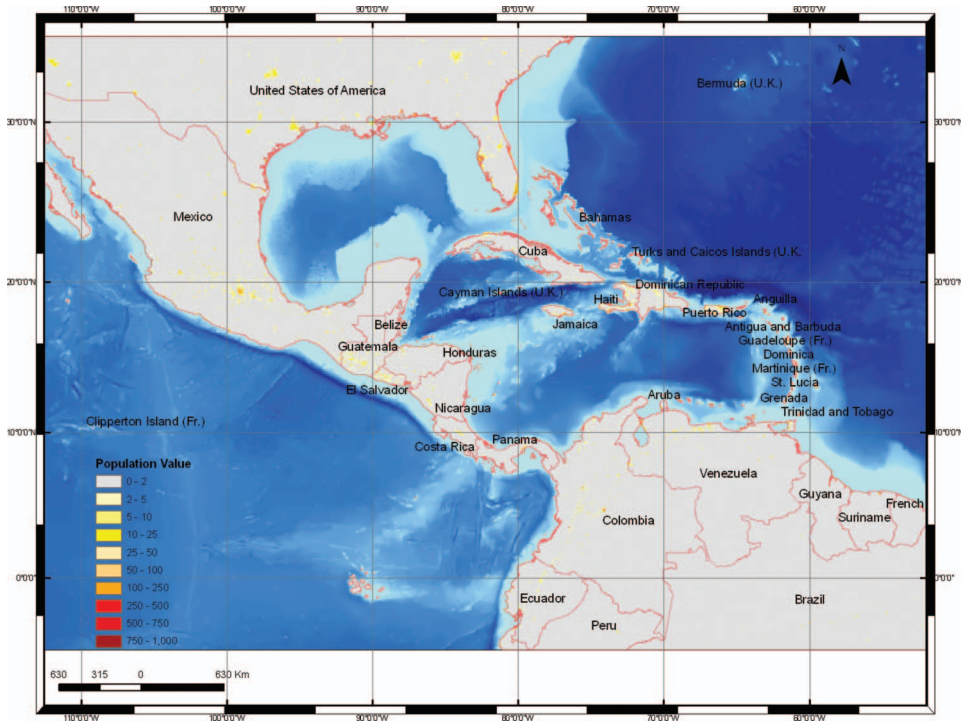 110°0'0"W 100°0'0"W 90°0'0"W 80°0'0"W 70°0'0"W 60°0'0"W
N
Bermuda (U.K.)
United States of America
30°0'0"N 30°0'0"N
Mexico
Bahamas
Cuba
Turks and Caicos Islands (U.K.
20°0'0"N 20°0'0"N
Dominican Republic
Cayman Islands (U.K.)
Haiti
Anguilla
Puerto Rico
Belize
Jamaica
Antigua and Barbuda
Guadeloupe (Fr.)
Guatemala
Honduras
Dominica
Martinique (Fr.)
St. Lucia
El Salvador
Aruba
Grenada
Nicaragua
Trinidad and Tobago
Clipperton Island (Fr.)
10°0'0"N 10°0'0"N
Costa Rica
Panama
Population Value
0 - 2
2 - 5
5 - 10
10 - 25
25 - 50
50 - 100
100 - 250
250 - 500
500 - 750
750 - 1,000
Venezuela
Guyana
French
Suriname
Colombia
0°0'0" 0°0'0"
Ecuador
Brazil
Peru
630 315 0 630 Km
110°0'0"W 100°0'0"W 90°0'0"W 80°0'0"W 70°0'0"W 60°0'0"W